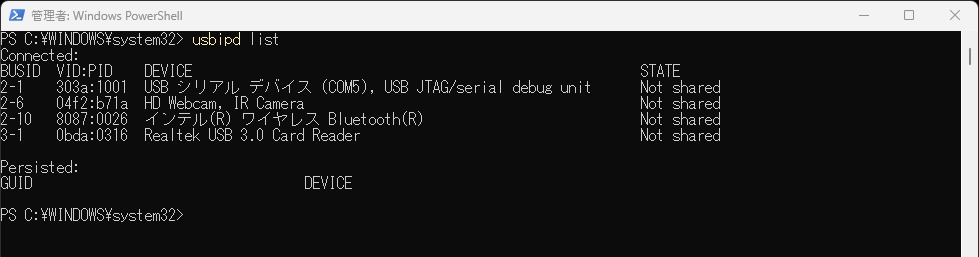 管理者: Windows PowerShell
PS C:¥WINDOWS¥system32> usbipd list
Connected:
BUSID  VID:PID    DEVICE                                                        STATE
2-1    303a:1001  USB シリアル デバイス (COM5), USB JTAG/serial debug unit      Not shared
2-6    04f2:b71a  HD Webcam, IR Camera                                          Not shared
2-10   8087:0026  インテル(R) ワイヤレス Bluetooth(R)                           Not shared
3-1    0bda:0316  Realtek USB 3.0 Card Reader                                   Not shared
Persisted:
GUID                                  DEVICE
PS C:¥WINDOWS¥system32>